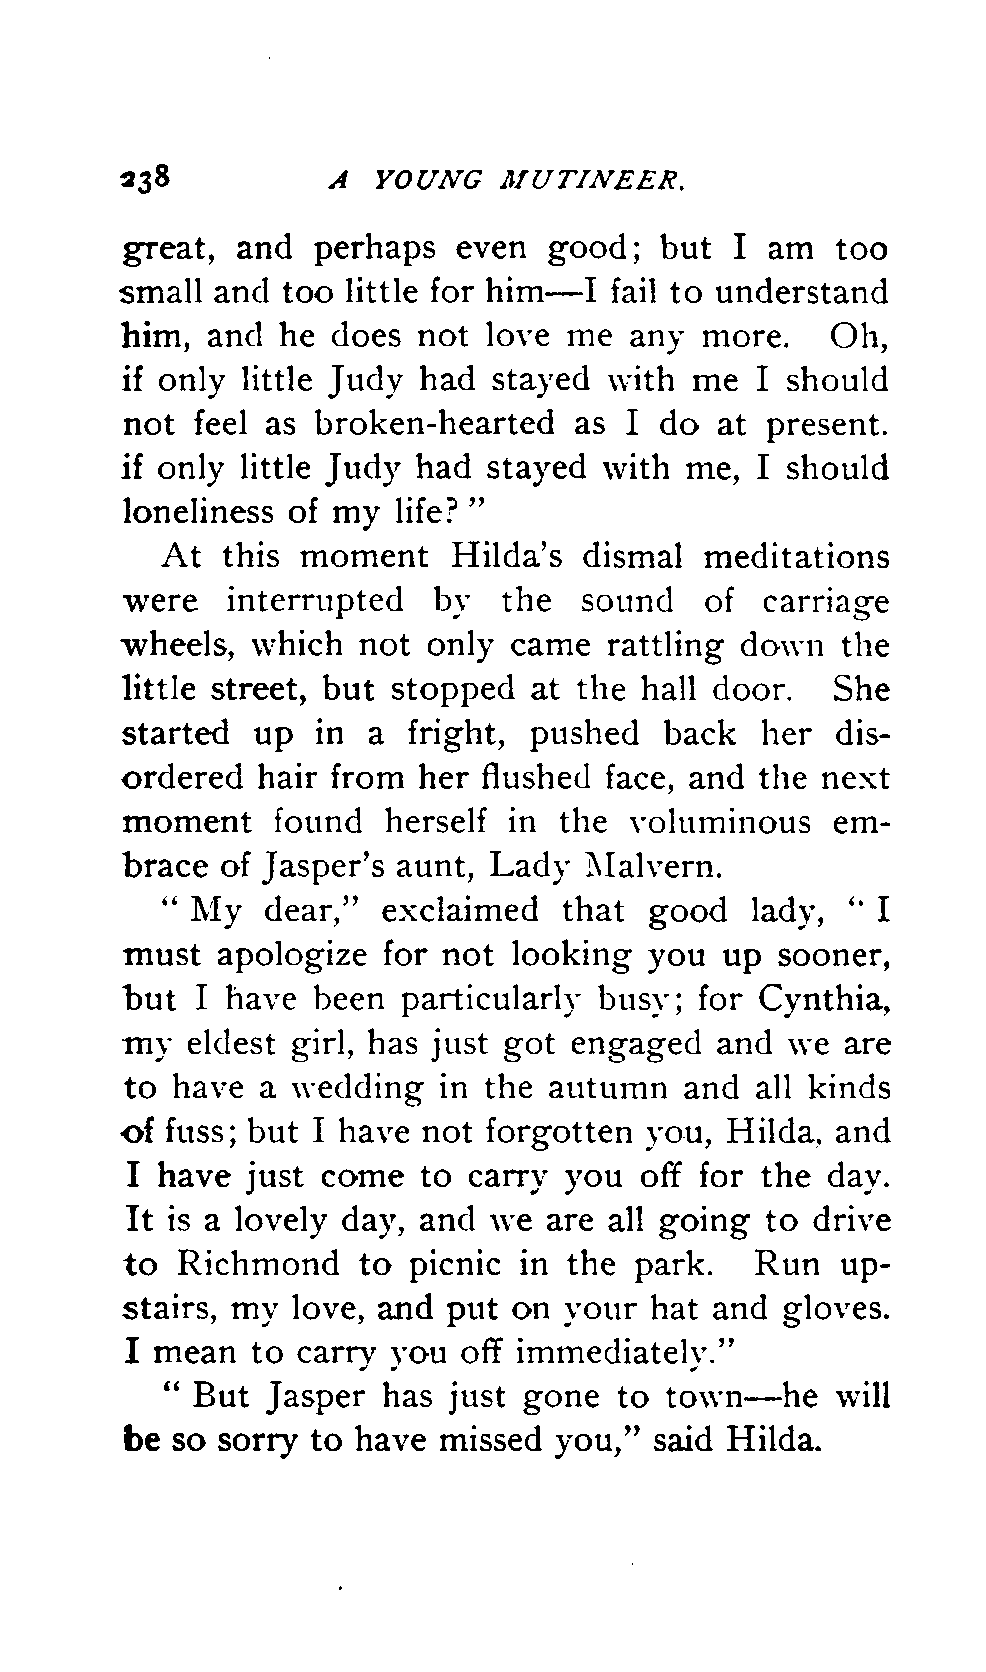 238 A YOUNG MUTINEER.
great, and perhaps even good; but I am too
small and too little for him—I fail to understand
him, and he does not love me any more. Oh,
if only little Judy had stayed with me I should
not feel as broken-hearted as I do at present.
if only little Judy had stayed with me, I should
loneliness of my life? "
At this moment Hilda's dismal meditations
were interrupted by the sound of carriage
wheels, which not only came rattling down the
little street, but stopped at the hall door. She
started up in a fright, pushed back her dis-
ordered hair from her flushed face, and the next
moment found herself in the voluminous em-
brace of Jasper's aunt, Lady Malvern.
" My dear," exclaimed that good lady, " I
must apologize for not looking you up sooner,
but I have been particularly busy; for Cynthia,
my eldest girl, has just got engaged and we are
to have a wedding in the autumn and all kinds
of fuss; but I have not forgotten you, Hilda, and
I have just come to carry you off for the day.
It is a lovely day, and we are all going to drive
to Richmond to picnic in the park. Run up-
stairs, my love, and put on your hat and gloves.
I mean to carry you off immediately."
" But Jasper has just gone to town—he will
be so sorry to have missed you," said Hilda.